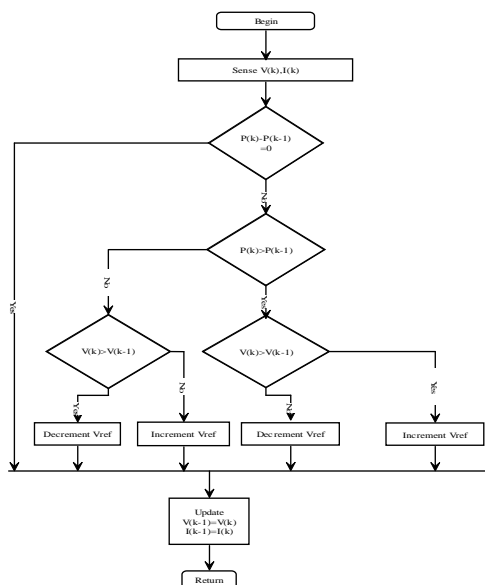 Begin
Sense V(k),I(k)
P(k)-P(k-1)
=0
No
P(k)>P(k-1)
No
Yes
Yes
V(k)>V(k-1)
V(k)>V(k-1)
Yes
No
No
Yes
Decrement Vref
Increment Vref
Decrement Vref
Increment Vref
Update
V(k-1)=V(k)
I(k-1)=I(k)
Return